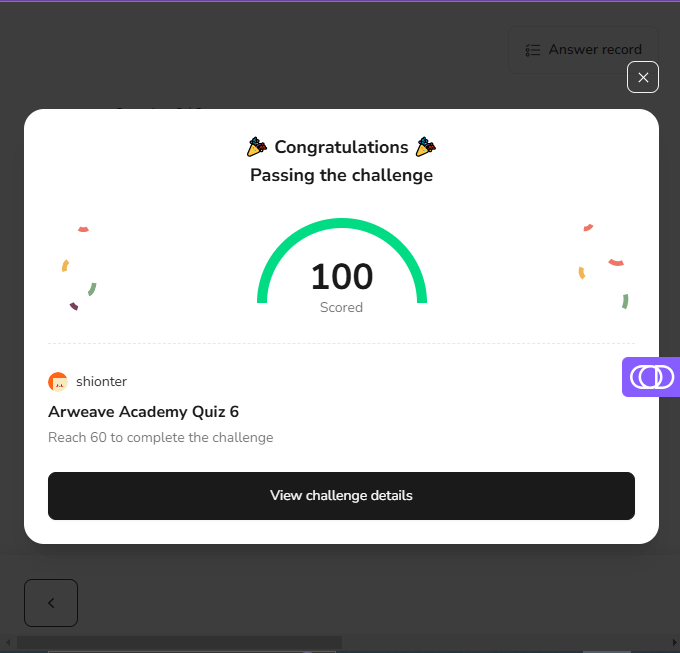 Answer record
Congratulations
Passing the challenge
100
Scored
shionter
Arweave Academy Quiz 6
Reach 60 to complete the challenge
View challenge details